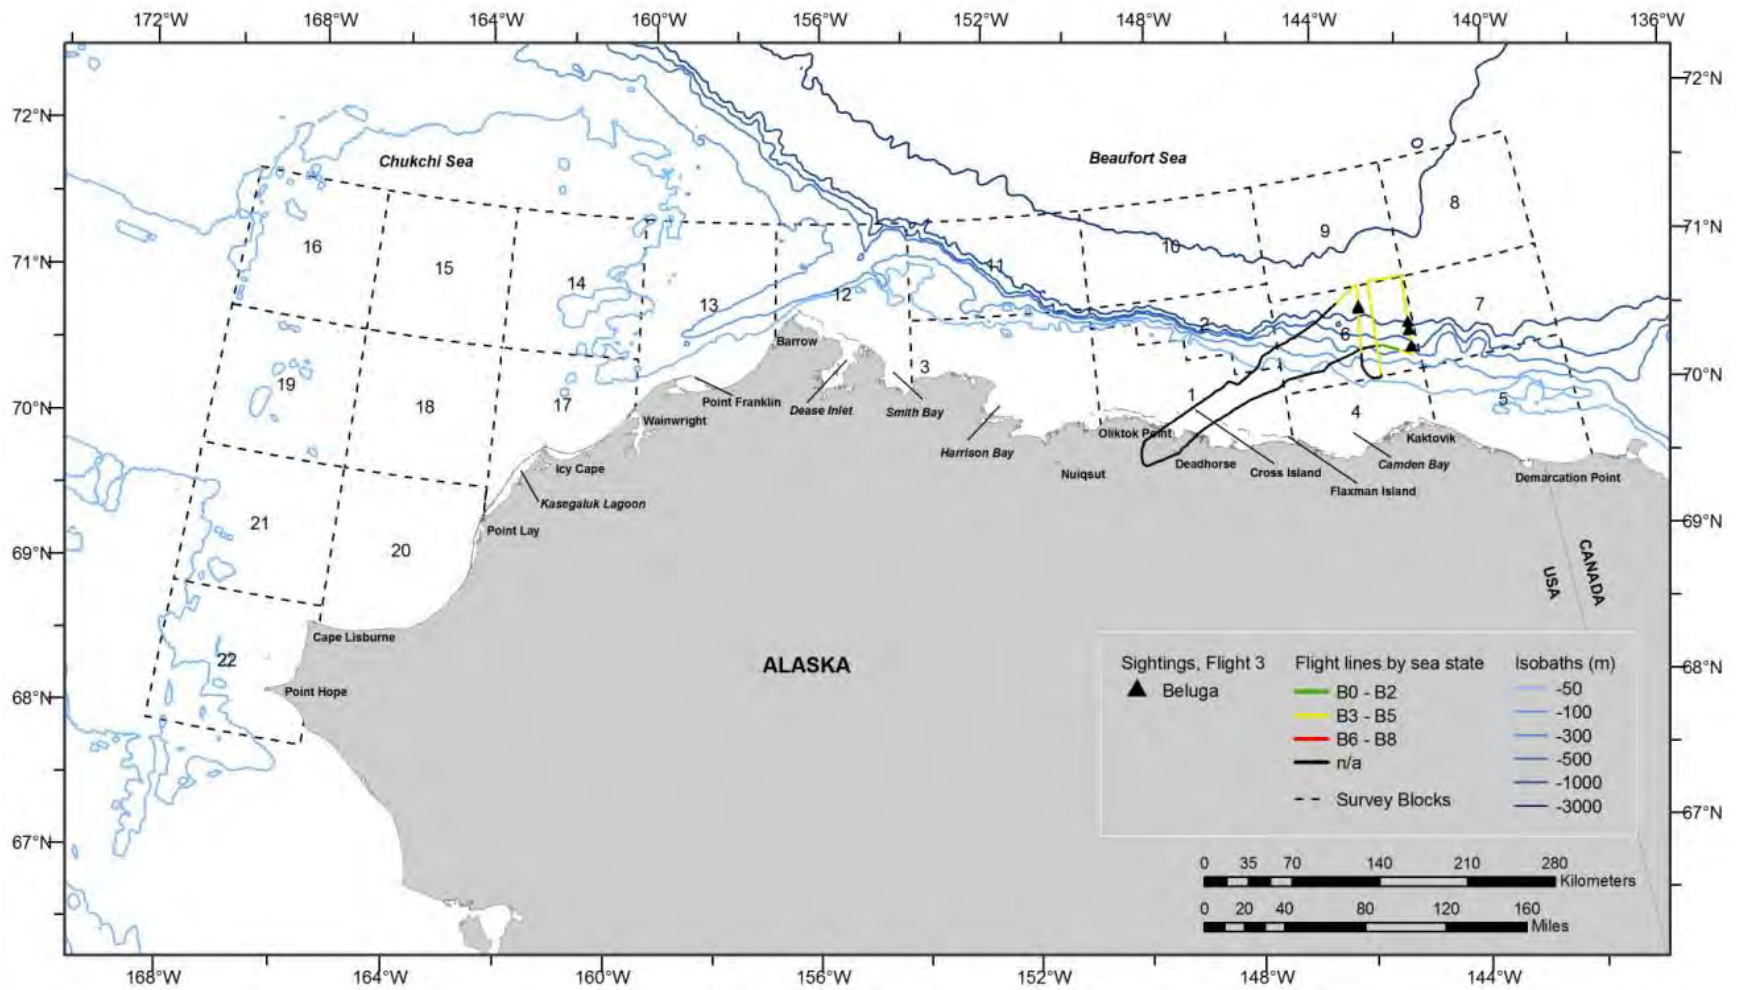 172°W 168°W 164°W 160°W 156°W 152°W 148°W 144°W 140°W 136°W
72°N
72°N
Chukchi Sea
Beaufort Sea
8
9
16
10
71°N
71°N
15
11
14
12
13
7
2
6
Barrow
70°N
3
19
1
5
18
17
Point Franklin
Dease Inlet
Smith Bay
4
70°N
Wainwright
Oliktok Point
Kaktovik
Harrison Bay
Icy Cape
Nuiqsut
Deadhorse
Cross Island
Camden Bay
Demarcation Point
Flaxman Island
Kasegaluk Lagoon
21
Point Lay
69°N
69°N
20
CANADA
USA
Cape Lisburne
22
ALASKA
68°N
Point Hope
68°N
67°N
67°N
Sightings, Flight 3
Beluga
Flight lines by sea state
B0 - B2
B3 - B5
B6 - B8
n/a
Survey Blocks
Isobaths (m)
-50
-100
-300
-500
-1000
-3000
0 35 70 140 210 280
Kilometers
0 20 40 80 120 160
Miles
168°W 164°W 160°W 156°W 152°W 148°W 144°W